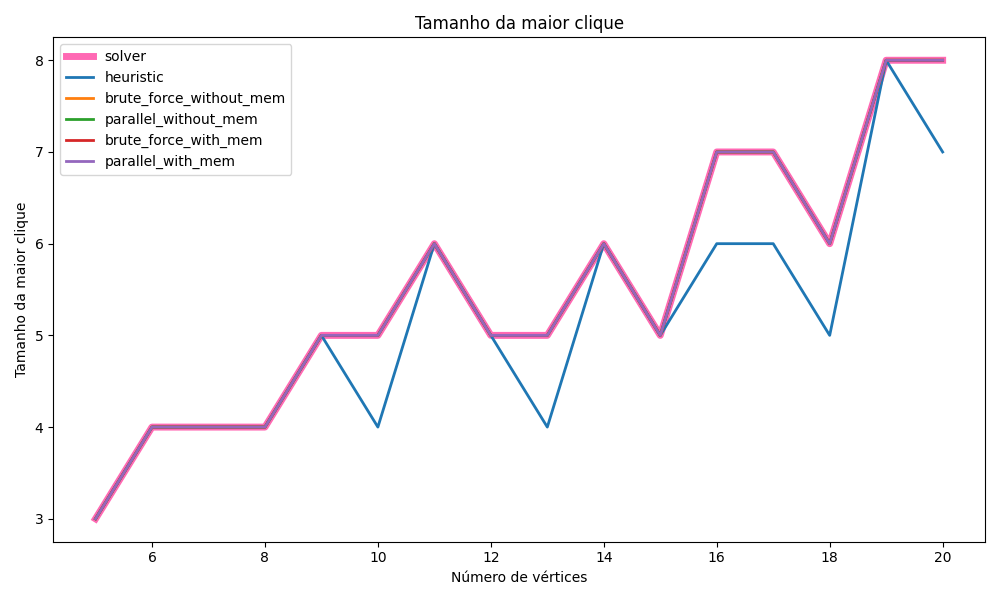 Tamanho da maior clique
solver
heuristic
brute_force_without_mem
parallel_without_mem
brute_force_with_mem
parallel_with_mem
Tamanho da maior clique
8
7
6
5
4
3
6 8 10 12 14 16 18 20
Número de vértices